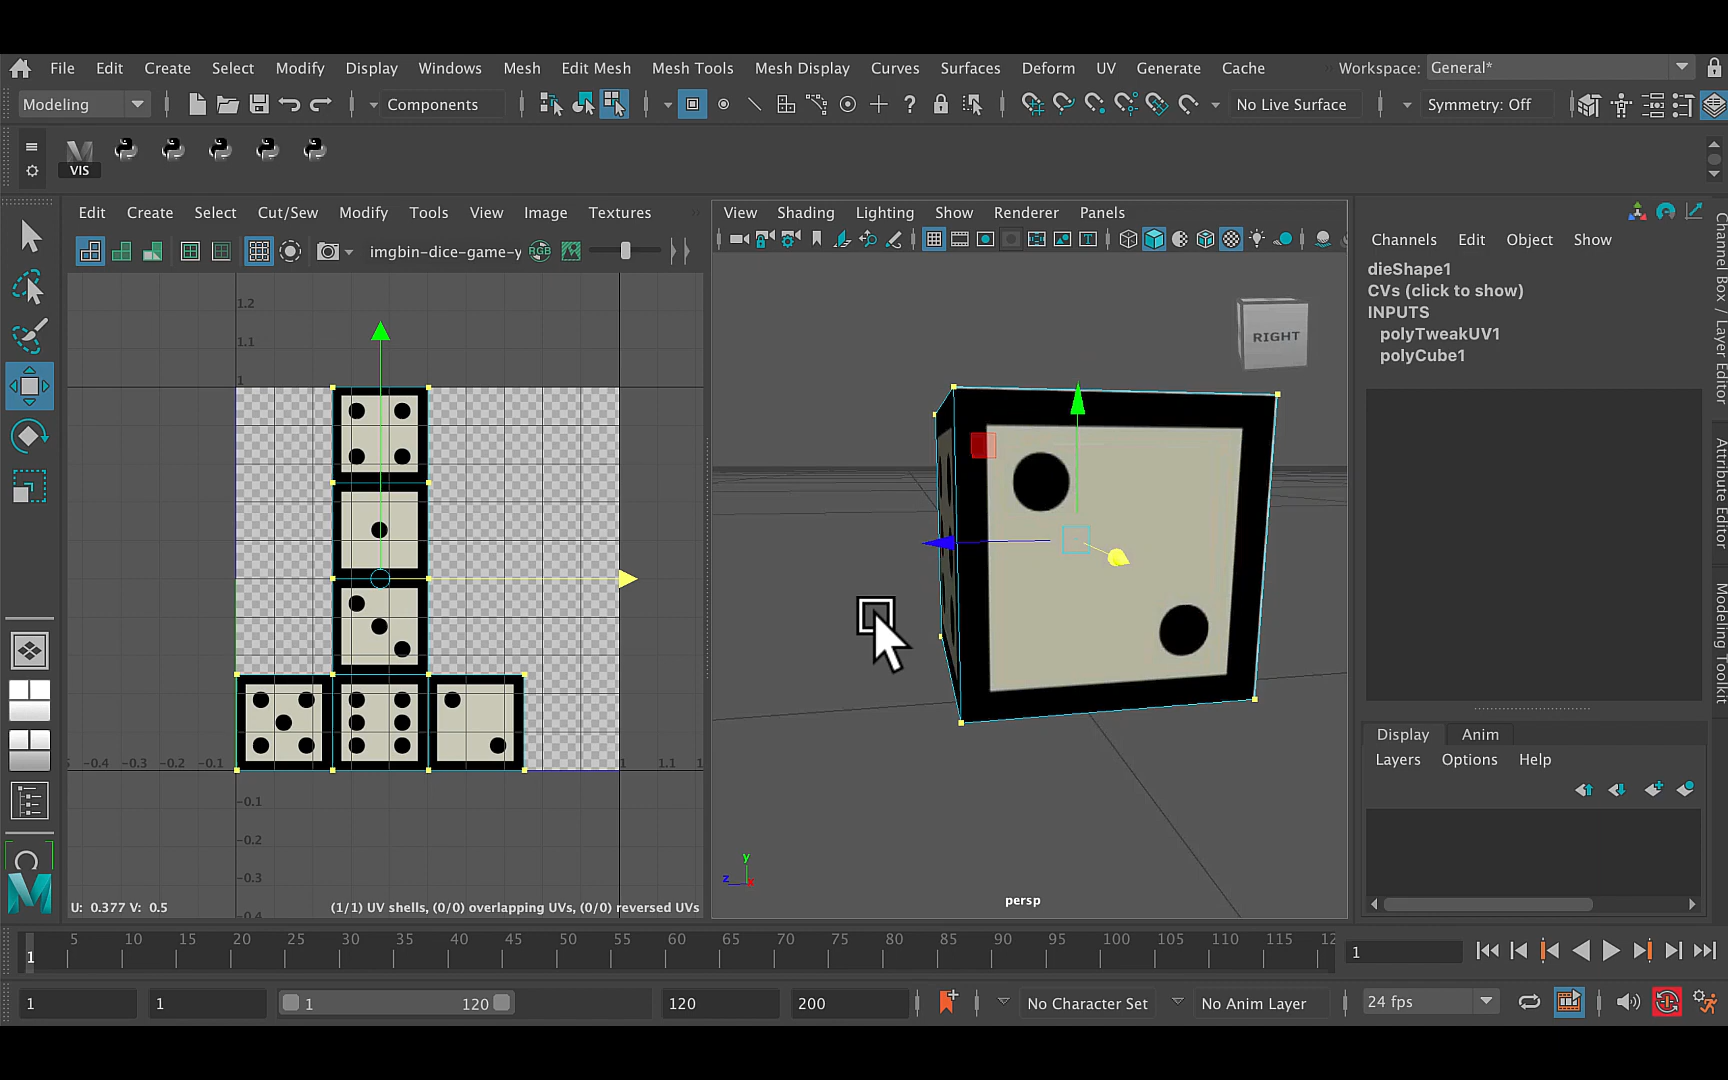 File Edit Create Select Modify Display Windows Mesh Edit Mesh Mesh Tools Mesh Display Curves Surfaces Deform UV Generate Cache Workspace: General*
Modeling Components No Live Surface Symmetry: Off
VIS
Edit Create Select Cut/Sew Modify Tools View Image Textures
imgbin-dice-game-y RGB
1.2
1.1
1
-0.4 -0.3 -0.2 -0.1 1 1.1
-0.1
-0.2
-0.3
-0.4
U: 0.377 V: 0.5 (1/1) UV shells, (0/0) overlapping UVs, (0/0) reversed UVs
View Shading Lighting Show Renderer Panels
RIGHT
y
z x
persp
Channels Edit Object Show
dieShape1
CVs (click to show)
INPUTS
polyTweakUV1
polyCube1
Display Anim
Layers Options Help
Channel Box / Layer Editor
Attribute Editor
Modeling Toolkit
5 10 15 20 25 30 35 40 45 50 55 60 65 70 75 80 85 90 95 100 105 110 115 12
1
1
1 1 1 120 120 200 No Character Set No Anim Layer 24 fps